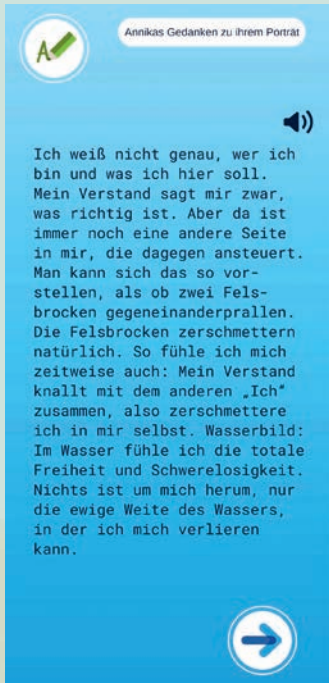 A
Annikas Gedanken zu ihrem Porträt
Ich weiß nicht genau, wer ich
bin und was ich hier soll.
Mein Verstand sagt mir zwar,
was richtig ist. Aber da ist
immer noch eine andere Seite
in mir, die dagegen ansteuert.
Man kann sich das so vor-
stellen, als ob zwei Fels-
brocken gegeneinanderprallen.
Die Felsbrocken zerschmettern
natürlich. So fühle ich mich
zeitweise auch: Mein Verstand
knallt mit dem anderen „Ich“
zusammen, also zerschmettere
ich in mir selbst. Wasserbild:
Im Wasser fühle ich die totale
Freiheit und Schwerelosigkeit.
Nichts ist um mich herum, nur
die ewige Weite des Wassers,
in der ich mich verlieren
kann.